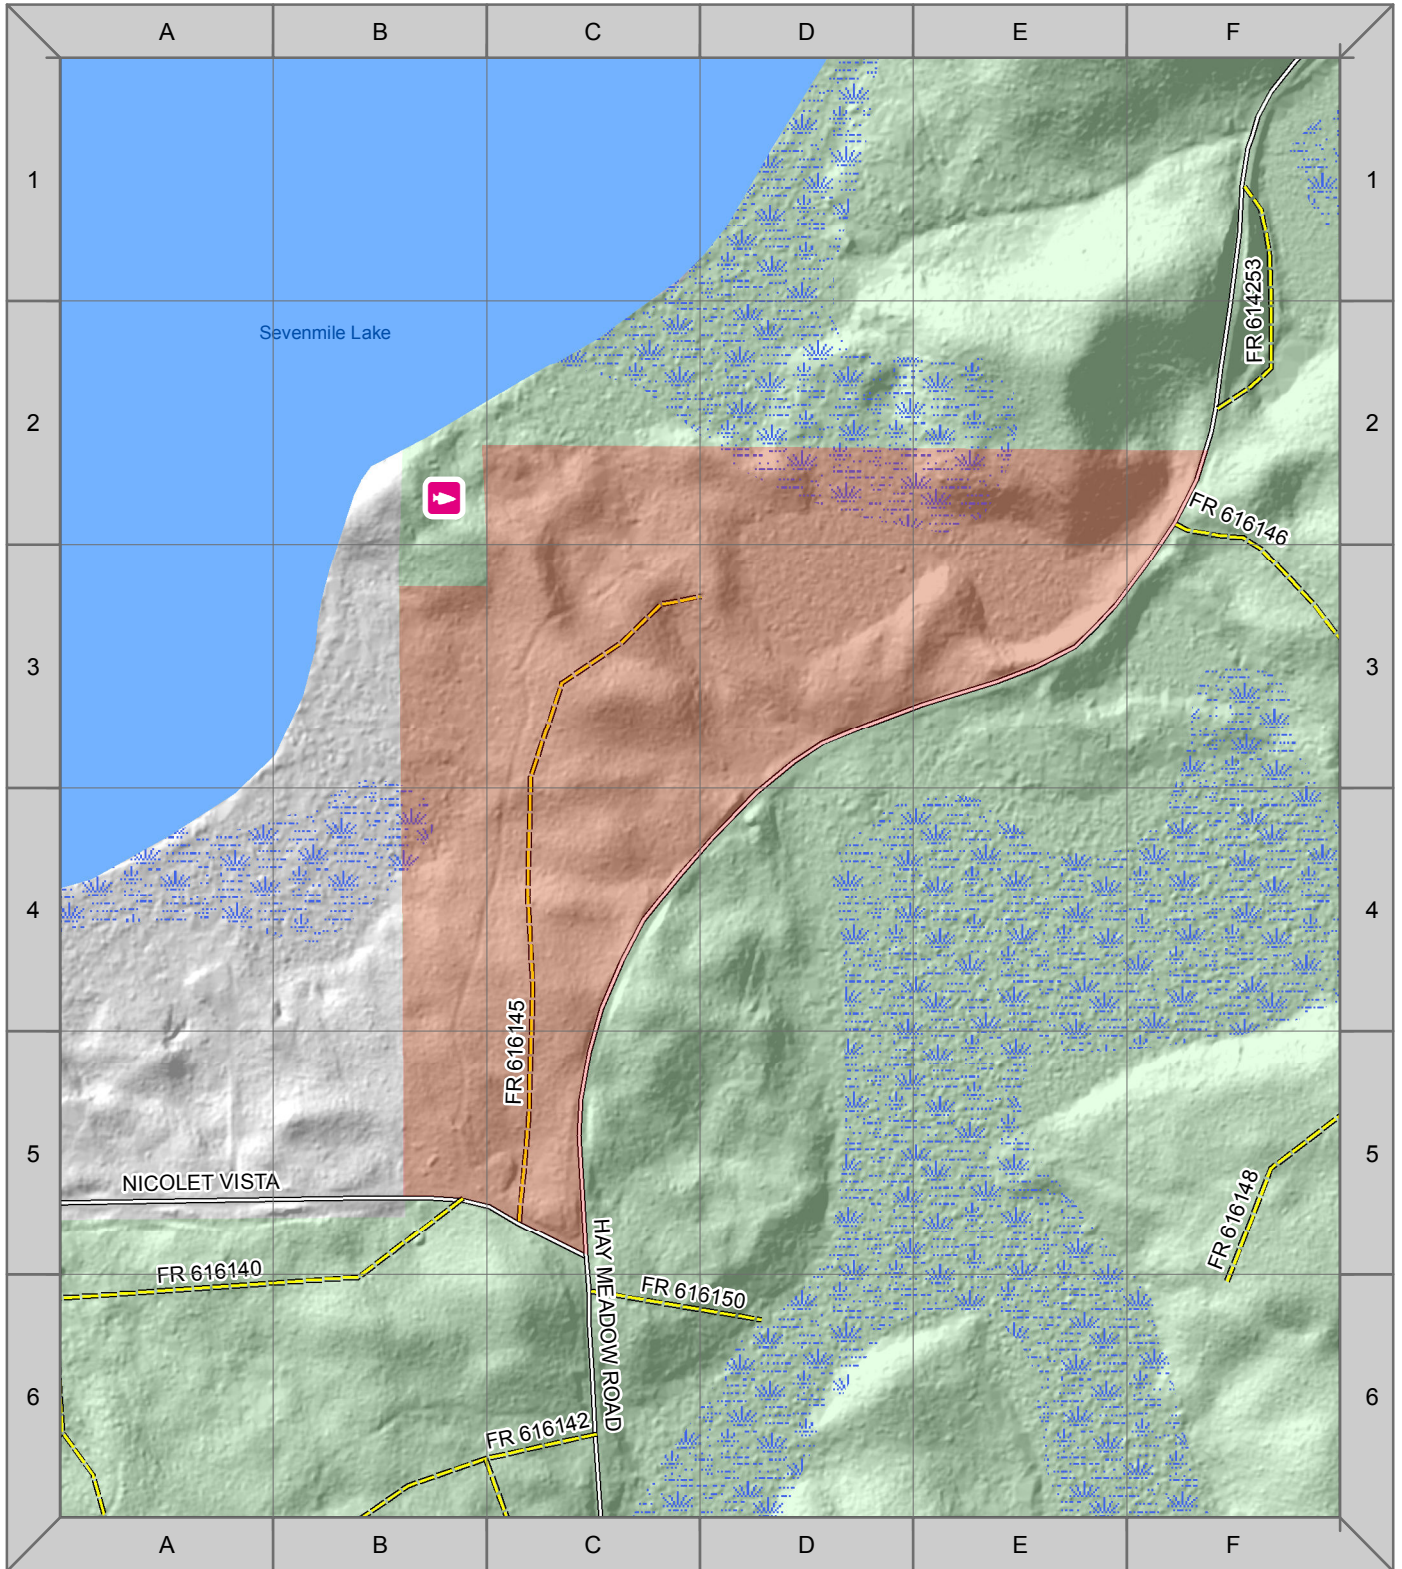 A B C D E F
1 1
Sevenmile Lake
FR 614253
2 2
FR 616146
3 3
4 4
FR 616145
5 5
NICOLET VISTA
FR 616148
HAY MEADOW ROAD
FR 616140
FR 616150
6 6
FR 616142
A B C D E F